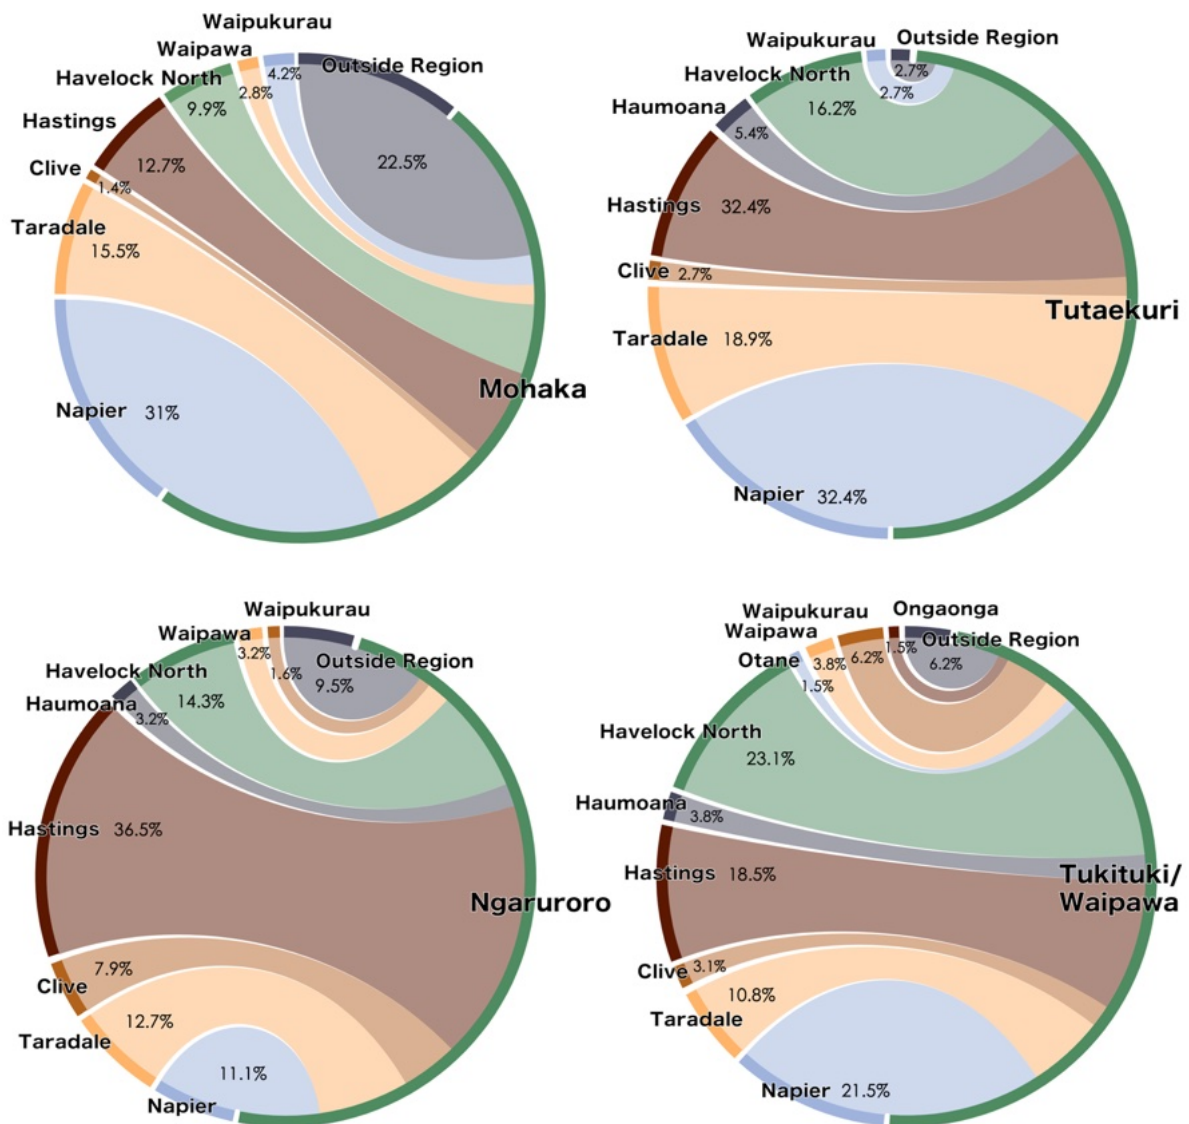 Waipukurau
Waipawa
Havelock North
Hastings
Clive
Taradale
Napier
Outside Region
4.2%
2.8%
9.9%
12.7%
1.4%
15.5%
31%
22.5%
Mohaka
Waipukurau
Outside Region
Havelock North
Haumoana
Hastings
Clive
Taradale
Napier
2.7%
2.7%
16.2%
5.4%
32.4%
2.7%
18.9%
32.4%
Tutaekuri
Waipukurau
Waipawa
Outside Region
Havelock North
Haumoana
Hastings
Clive
Taradale
Napier
3.2%
1.6%
9.5%
14.3%
3.2%
36.5%
7.9%
12.7%
11.1%
Ngaruroro
Waipukurau
Ongaonga
Waipawa
Outside Region
Otane
Havelock North
Haumoana
Hastings
Clive
Taradale
Napier
1.5%
3.8%
6.2%
1.5%
6.2%
23.1%
3.8%
18.5%
3.1%
10.8%
21.5%
Tukituki/
Waipawa